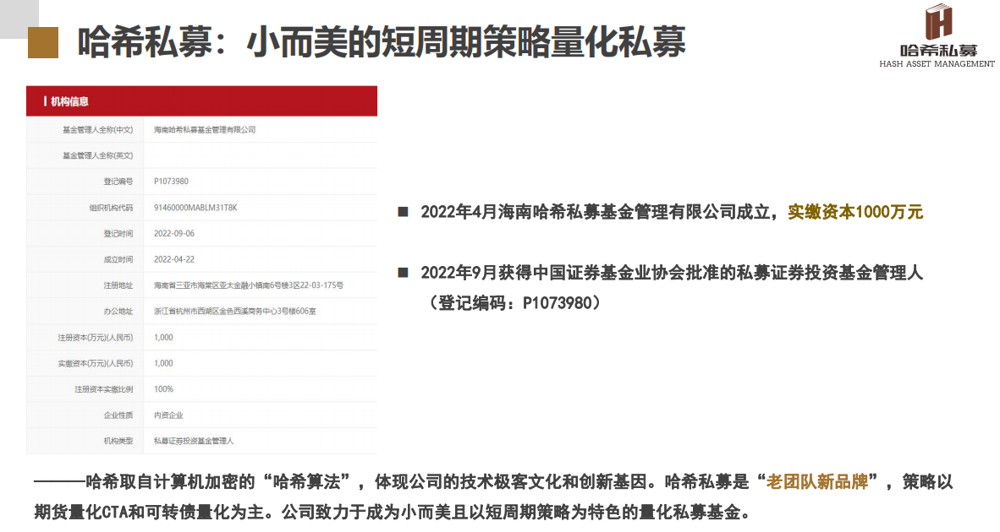 哈希私募：小而美的短周期策略量化私募
哈希私募
HASH ASSET MANAGEMENT
机构信息
基金管理人全称(中文) 海南哈希私募基金管理有限公司
基金管理人全称(英文)
登记编号 P1073980
组织机构代码 91460000MABLM31T8K
登记时间 2022-09-06
成立时间 2022-04-22
注册地址 海南省三亚市海棠区亚太金融小镇南6号楼3区22-03-175号
办公地址 浙江省杭州市西湖区金色西溪商务中心3号楼606室
注册资本(万元)(人民币) 1,000
实缴资本(万元)(人民币) 1,000
注册资本实缴比例 100%
企业性质 内资企业
机构类型 私募证券投资基金管理人
■ 2022年4月海南哈希私募基金管理有限公司成立，实缴资本1000万元
■ 2022年9月获得中国证券基金业协会批准的私募证券投资基金管理人
（登记编码：P1073980）
———哈希取自计算机加密的“哈希算法”，体现公司的技术极客文化和创新基因。哈希私募是“老团队新品牌”，策略以
期货量化CTA和可转债量化为主。公司致力于成为小而美且以短周期策略为特色的量化私募基金。